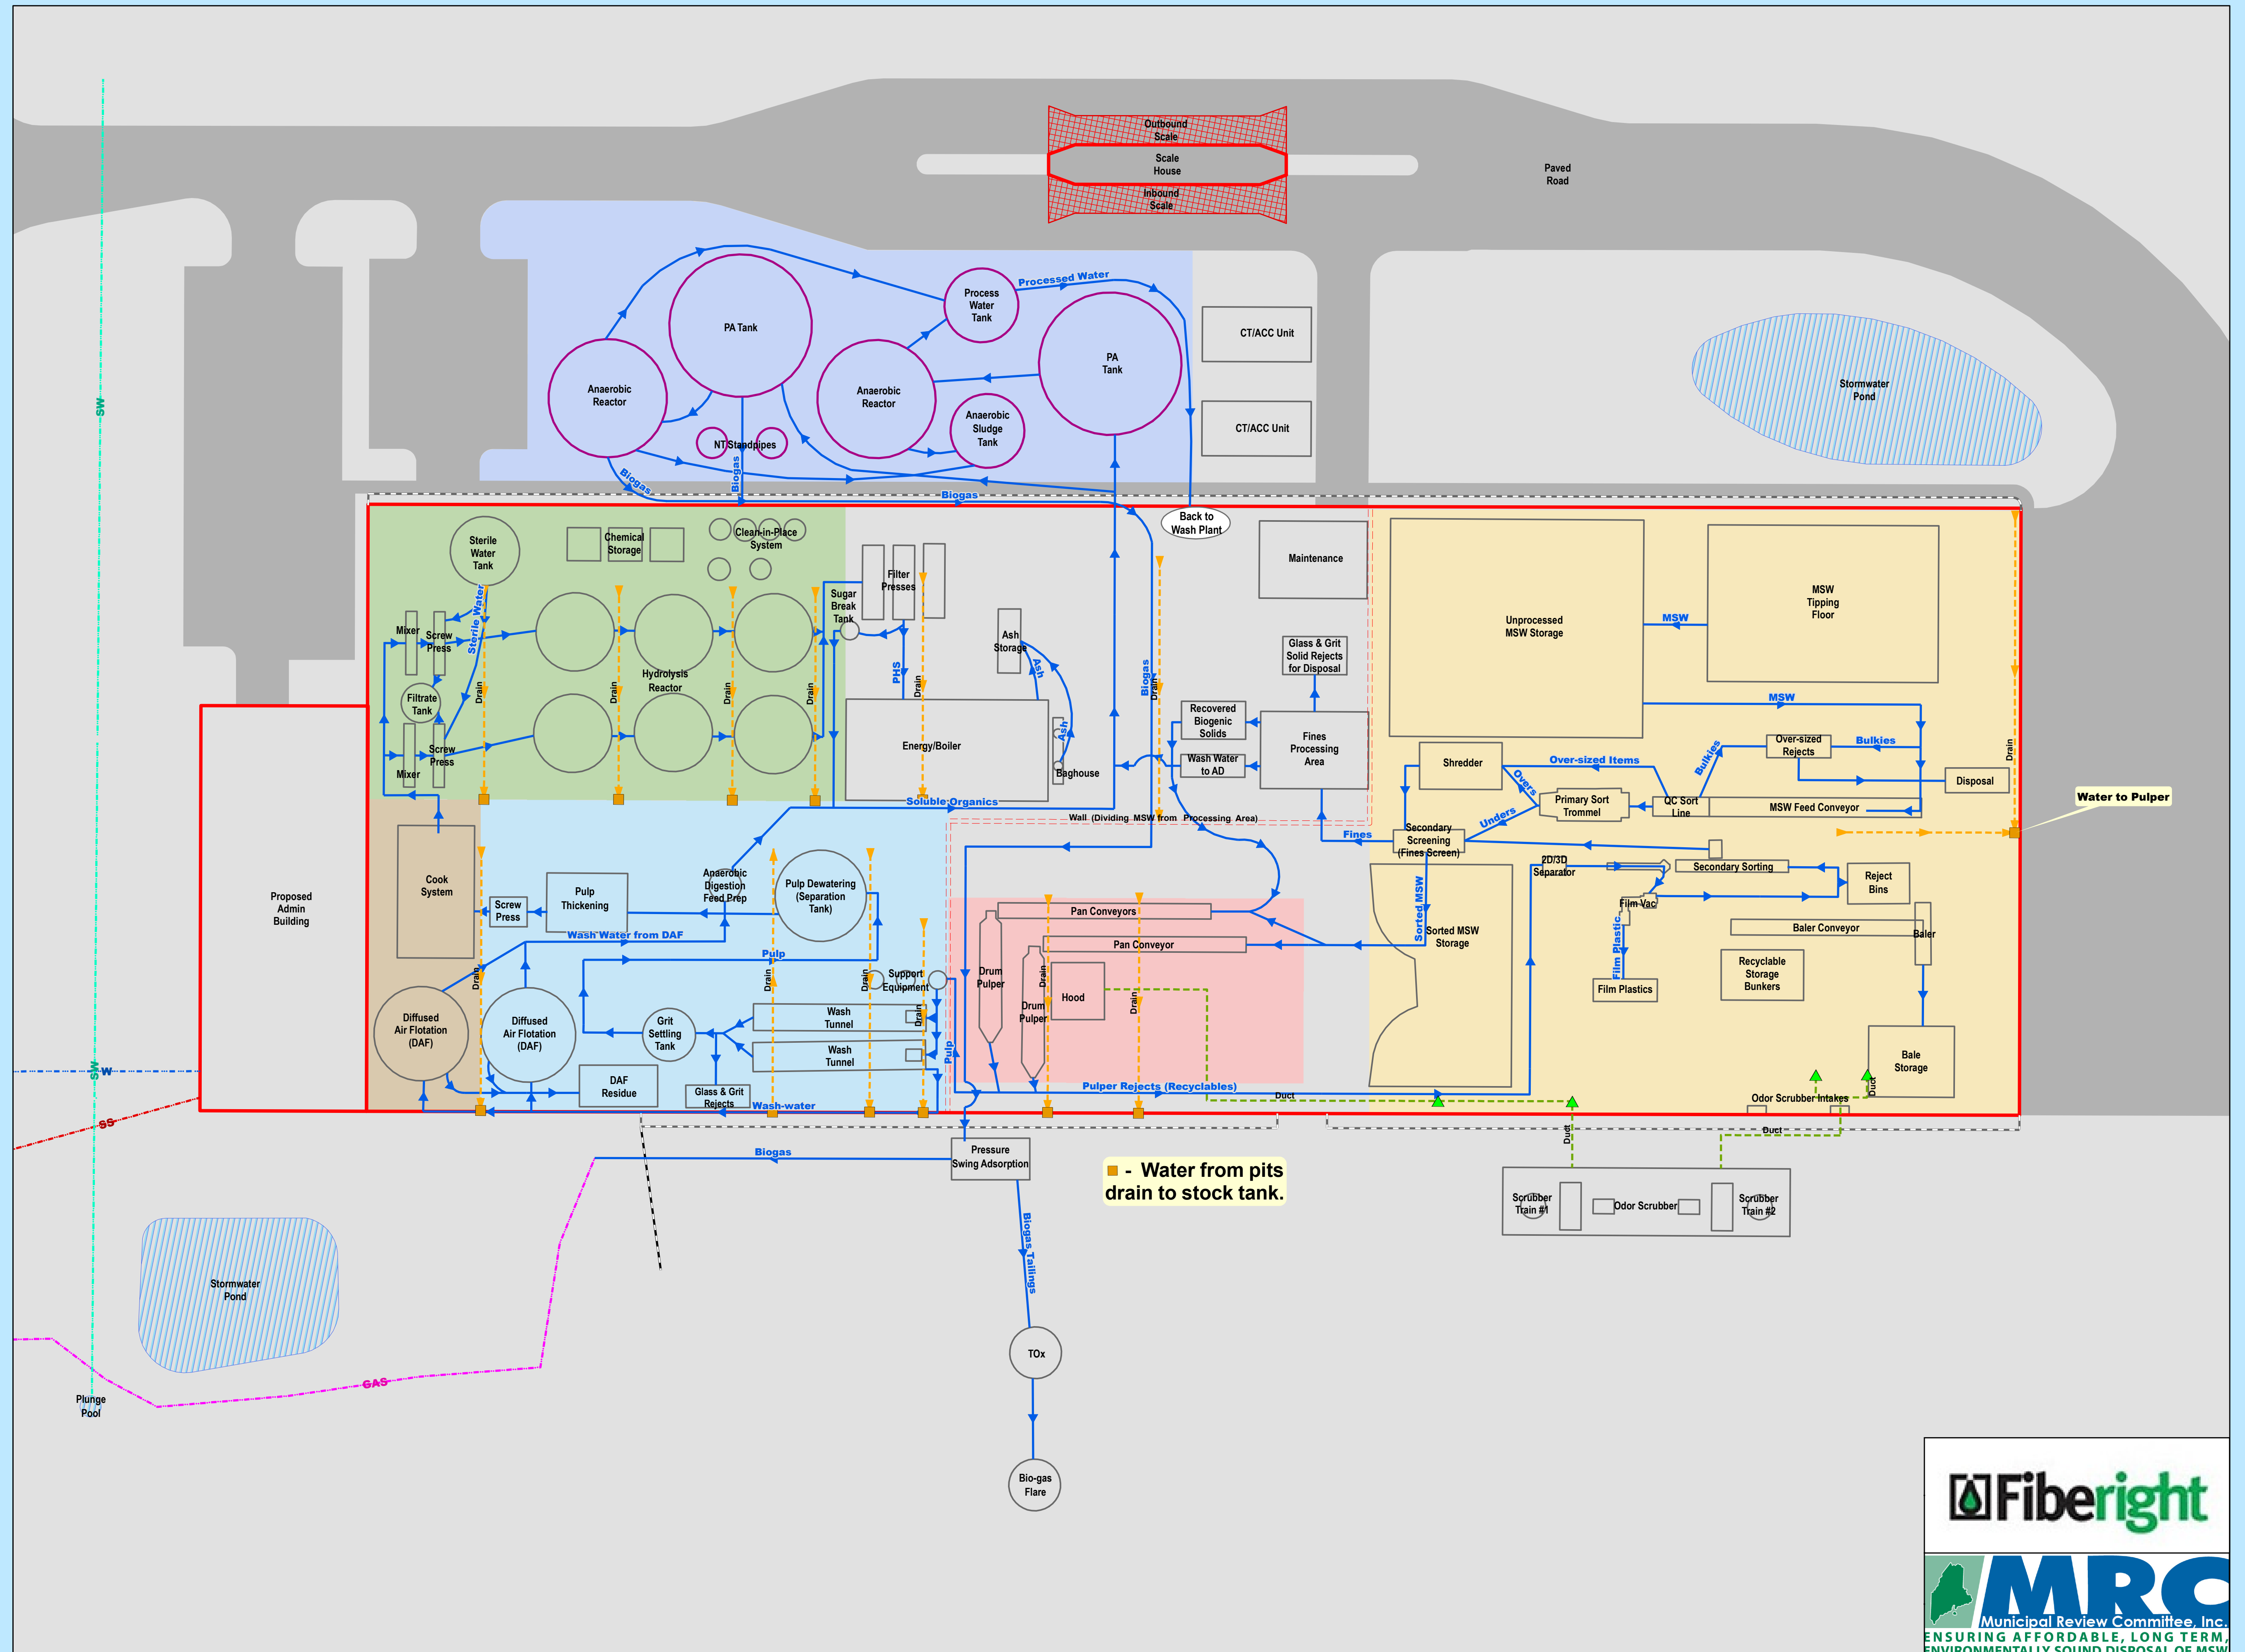 Outbound
Scale
Scale
House
Inbound
Scale
Paved
Road
SW
PA Tank
Process
Water
Tank
Processed Water
PA
Tank
CT/ACC Unit
Anaerobic
Reactor
Anaerobic
Reactor
Anaerobic
Sludge
Tank
CT/ACC Unit
Stormwater
Pond
NT Standpipes
Biogas
Biogas
Biogas
Back to
Wash Plant
Sterile
Water
Tank
Chemical
Storage
Clean-in-Place
System
Filter
Presses
Maintenance
Unprocessed
MSW Storage
MSW
MSW
Tipping
Floor
Sugar
Break
Tank
Mixer
Screw
Press
Sterile Water
Ash
Storage
Ash
Glass & Grit
Solid Rejects
for Disposal
PHS
Biogas
Drain
Drain
Drain
Drain
Drain
Drain
Hydrolysis
Reactor
Filtrate
Tank
Mixer
Screw
Press
Energy/Boiler
Ash
Baghouse
Recovered
Biogenic
Solids
Wash Water
to AD
Fines
Processing
Area
MSW
Drain
Shredder
Over-sized Items
Bulkies
Over-sized
Rejects
Bulkies
Disposal
Overs
Primary Sort
Trommel
QC Sort
Line
MSW Feed Conveyor
Water to Pulper
Soluble Organics
Wall (Dividing MSW from Processing Area)
Unders
Fines
Secondary
Screening
(Fines Screen)
2D/3D
Separator
Secondary Sorting
Reject
Bins
Film Vac
Proposed
Admin
Building
Cook
System
Screw
Press
Pulp
Thickening
Anaerobic
Digestion
Feed Prep
Pulp Dewatering
(Separation
Tank)
Pan Conveyors
Pan Conveyor
Sorted MSW
Sorted MSW
Storage
Film Plastic
Baler Conveyor
Baler
Wash Water from DAF
Pulp
Drain
Drain
Drain
Support
Equipment
Drain
Drum
Pulper
Drum
Pulper
Drain
Hood
Drain
Film Plastics
Recyclable
Storage
Bunkers
Diffused
Air Flotation
(DAF)
Diffused
Air Flotation
(DAF)
Grit
Settling
Tank
Wash
Tunnel
Wash
Tunnel
Pulp
Bale
Storage
DAF
Residue
Glass & Grit
Rejects
Wash-water
Pulper Rejects (Recyclables)
Duct
Odor Scrubber Intakes
Duct
SW
W
SS
Duct
Duct
Biogas
Pressure
Swing Adsorption
- Water from pits
drain to stock tank.
Scrubber
Train #1
Odor Scrubber
Scrubber
Train #2
Biogas Tailings
Stormwater
Pond
TOx
GAS
Plunge
Pool
Bio-gas
Flare
Fiberight
MRC
Municipal Review Committee, Inc.
ENSURING AFFORDABLE, LONG TERM,
ENVIRONMENTALLY SOUND DISPOSAL OF MSW